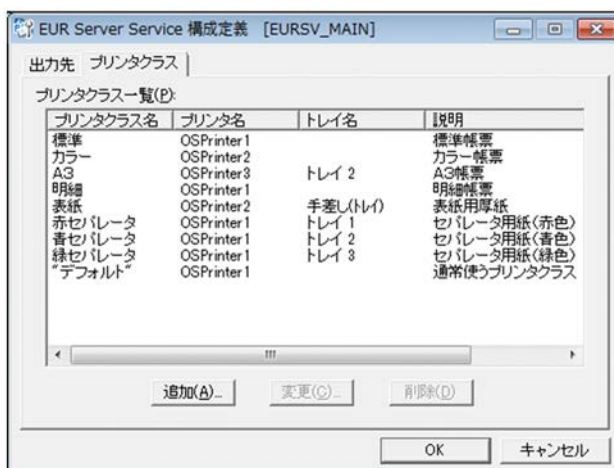 EUR Server Service 構成定義 [EURSV_MAIN]
出力先 プリンタクラス
プリンタクラス一覧(P):
プリンタクラス名 プリンタ名 トレイ名 説明
標準 OSPrinter1 標準帳票
カラー OSPrinter2 カラー帳票
A3 OSPrinter3 トレイ 2 A3帳票
明細 OSPrinter1 明細帳票
表紙 OSPrinter2 手差し(トレイ) 表紙用厚紙
赤セパレータ OSPrinter1 トレイ 1 セパレータ用紙(赤色)
青セパレータ OSPrinter1 トレイ 2 セパレータ用紙(青色)
緑セパレータ OSPrinter1 トレイ 3 セパレータ用紙(緑色)
"デフォルト" OSPrinter1 通常使うプリンタクラス
追加(A)... 変更(C)... 削除(D)
OK キャンセル